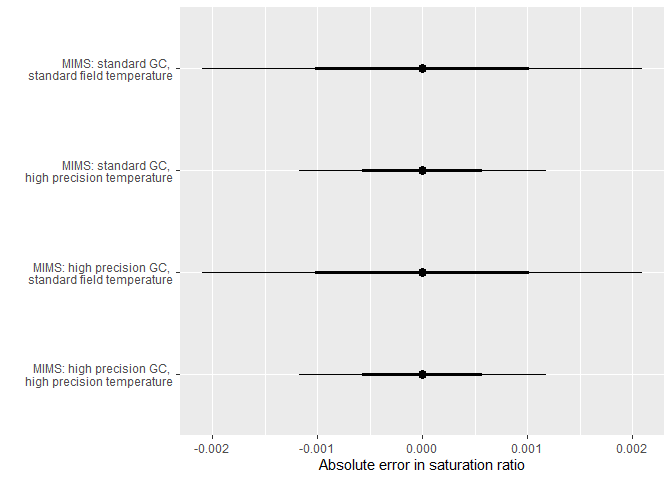 MIMS: standard GC,
standard field temperature
MIMS: standard GC,
high precision temperature
MIMS: high precision GC,
standard field temperature
MIMS: high precision GC,
high precision temperature
-0.002
-0.001
0.000
0.001
0.002
Absolute error in saturation ratio